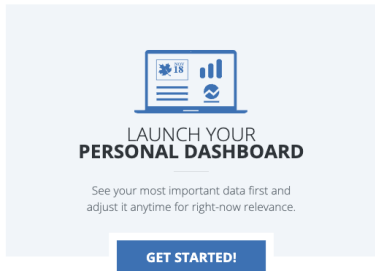 NOV
18
LAUNCH YOUR
PERSONAL DASHBOARD
See your most important data first and
adjust it anytime for right-now relevance.
GET STARTED!